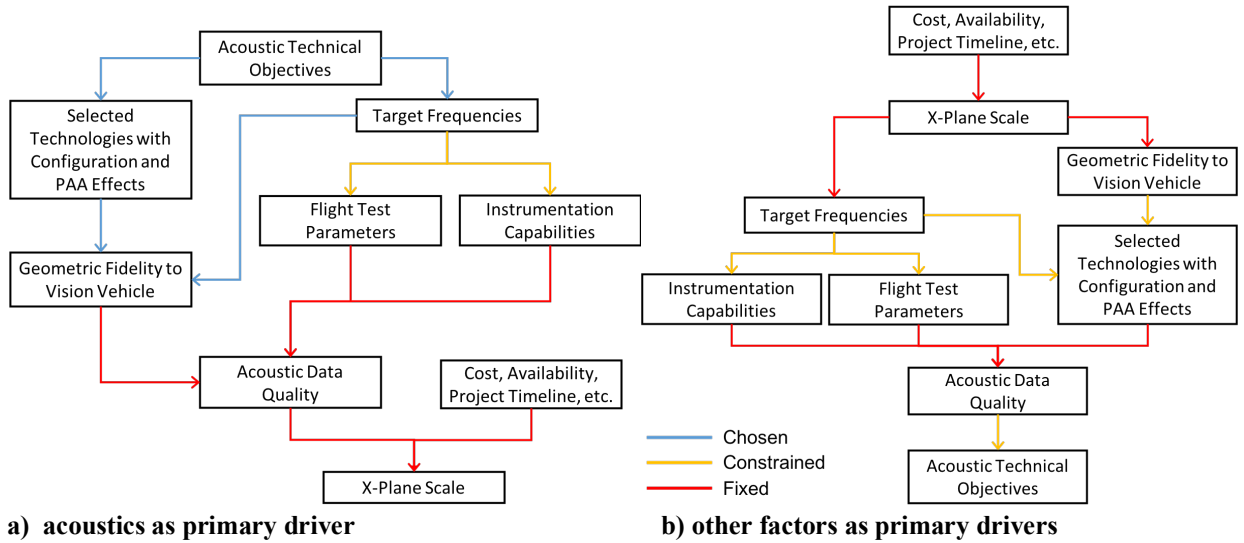 Acoustic Technical
Objectives
Selected
Technologies with
Configuration and
PAA Effects
Target Frequencies
Flight Test
Parameters
Instrumentation
Capabilities
Geometric Fidelity to
Vision Vehicle
Acoustic Data
Quality
Cost, Availability,
Project Timeline, etc.
X-Plane Scale
a) acoustics as primary driver
Cost, Availability,
Project Timeline, etc.
X-Plane Scale
Geometric Fidelity to
Vision Vehicle
Target Frequencies
Selected
Technologies with
Configuration and
PAA Effects
Instrumentation
Capabilities
Flight Test
Parameters
Acoustic Data
Quality
Acoustic Technical
Objectives
Chosen
Constrained
Fixed
b) other factors as primary drivers